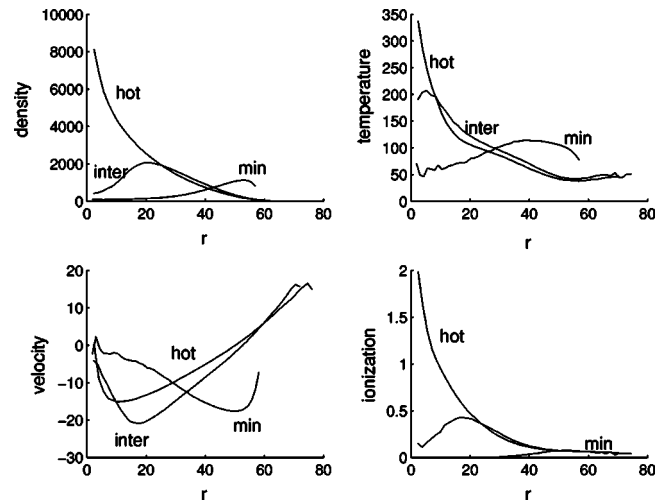 10000
8000
6000
4000
2000
0
density
hot
inter
min
0 20 40 60 80
r
350
300
250
200
150
100
50
0
temperature
hot
inter
min
0 20 40 60 80
r
20
10
0
−10
−20
−30
velocity
hot
inter
min
0 20 40 60 80
r
2
1.5
1
0.5
0
ionization
hot
min
0 20 40 60 80
r